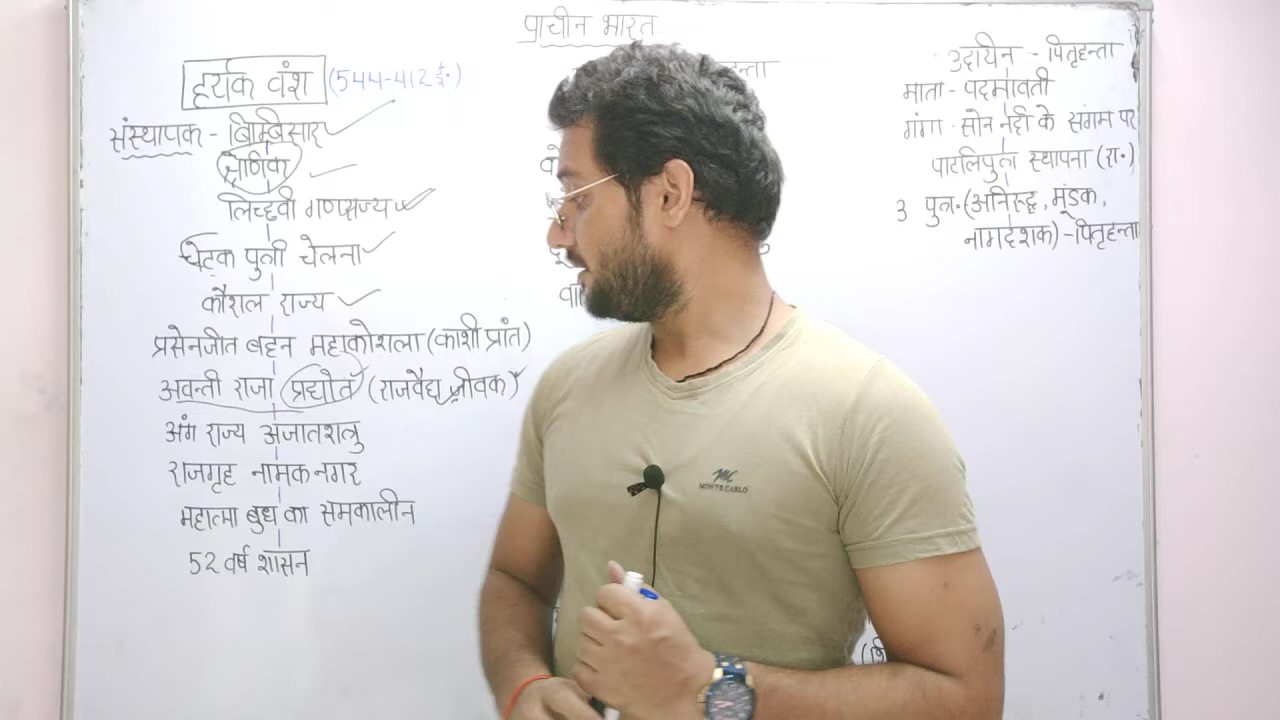 प्राचीन भारत
हर्यक वंश (544-412 ई॰)
संस्थापक - बिम्बिसार
श्रेणिक
लिच्छवी गणराज्य
चेटक पुत्री चेलना
कौशल राज्य
प्रसेनजीत बहन महाकोशला (काशी प्रांत)
अवन्ती राजा प्रद्योत (राजवैद्य जीवक)
अंग राज्य अजातशत्रु
राजगृह नामक नगर
महात्मा बुध का समकालीन
52 वर्ष शासन
उदायिन - पितृहन्ता
माता - पदमावती
गंगा - सोन नदी के संगम पर
पाटलिपुत्र स्थापना (रा॰)
3 पुत्र - (अनिरुद्ध, मुंडक,
नागदशक) - पितृहन्ता
MONTE CARLO